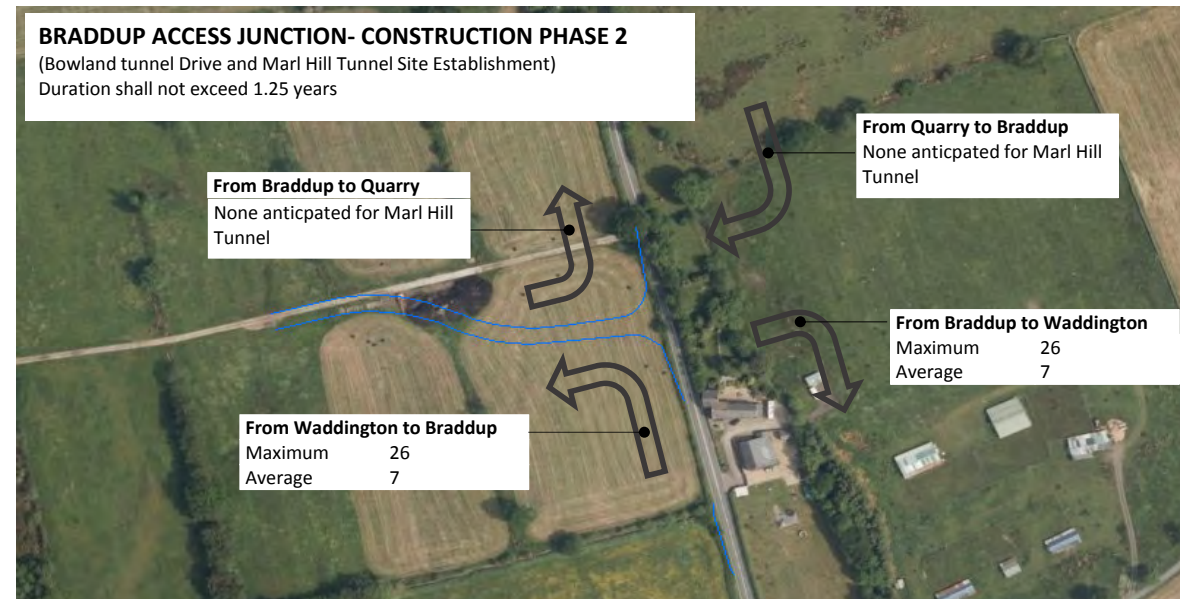 BRADDUP ACCESS JUNCTION- CONSTRUCTION PHASE 2
(Bowland tunnel Drive and Marl Hill Tunnel Site Establishment)
Duration shall not exceed 1.25 years
From Quarry to Braddup
None anticpated for Marl Hill
Tunnel
From Braddup to Quarry
None anticpated for Marl Hill
Tunnel
From Braddup to Waddington
Maximum 26
Average 7
From Waddington to Braddup
Maximum 26
Average 7